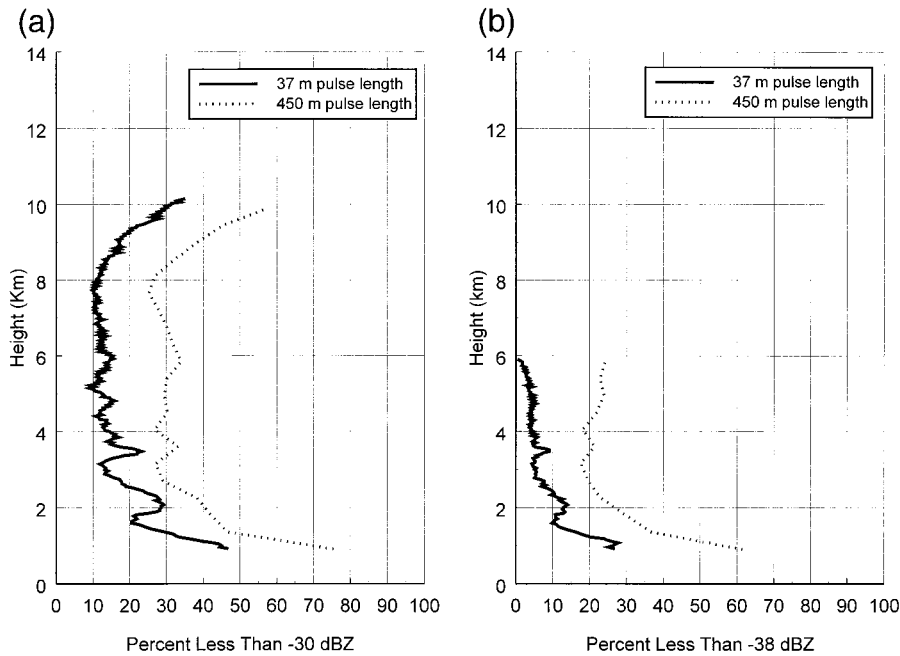 (a)
14
12
10
8
6
4
2
0
Height (Km)
37 m pulse length
450 m pulse length
0 10 20 30 40 50 60 70 80 90 100
Percent Less Than -30 dBZ
(b)
14
12
10
8
6
4
2
0
Height (km)
37 m pulse length
450 m pulse length
0 10 20 30 40 50 60 70 80 90 100
Percent Less Than -38 dBZ